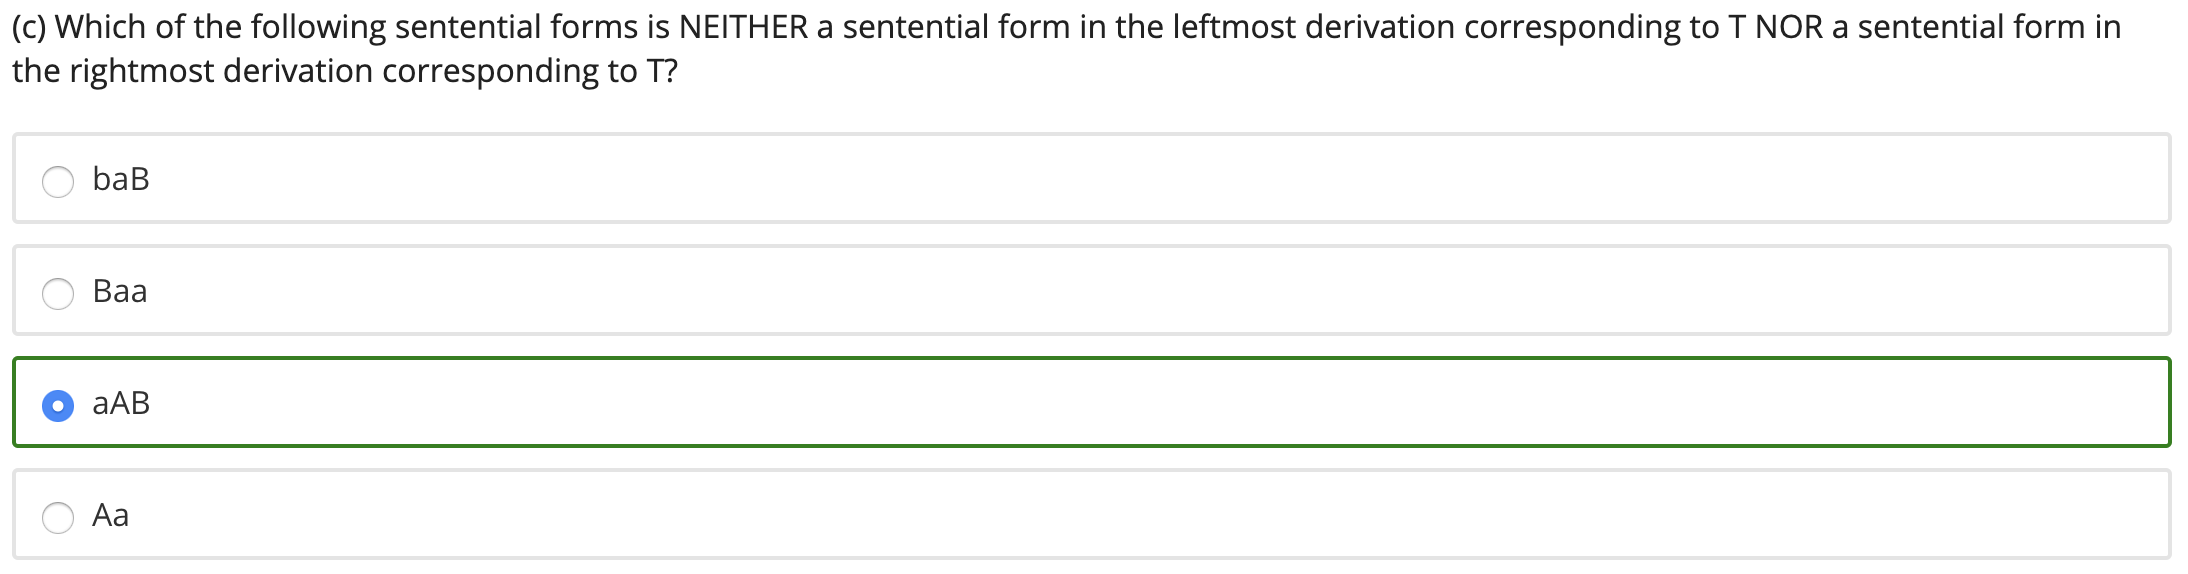 (c) Which of the following sentential forms is NEITHER a sentential form in the leftmost derivation corresponding to T NOR a sentential form in
the rightmost derivation corresponding to T?
baB
Baa
aAB
Aa